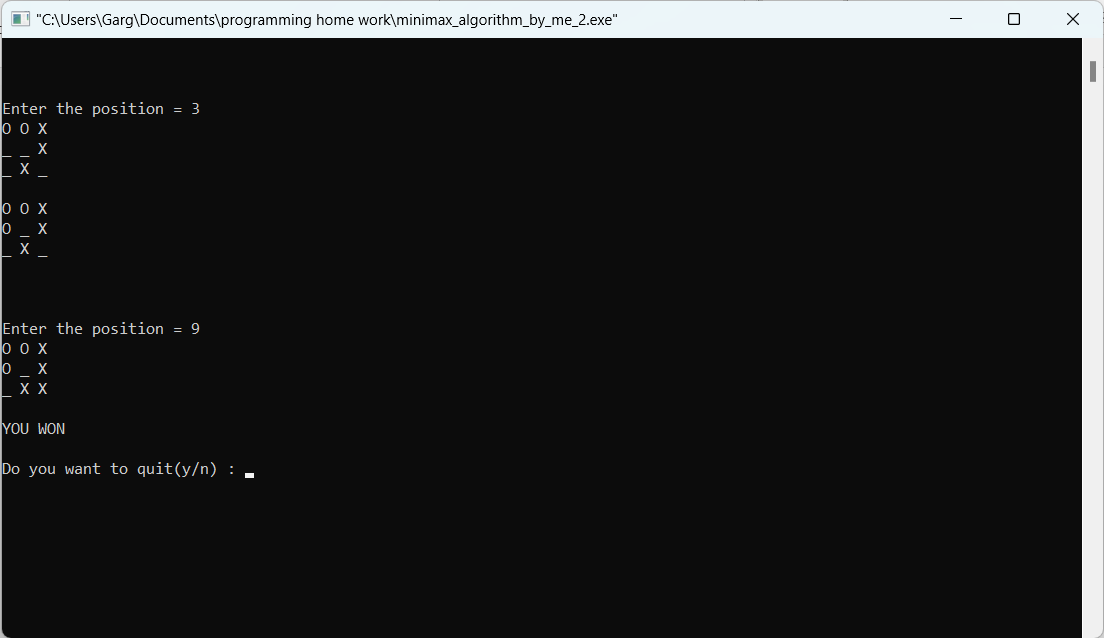 "C:\Users\Garg\Documents\programming home work\minimax_algorithm_by_me_2.exe"
Enter the position = 3
O O X
_ _ X
_ X _
O O X
O _ X
_ X _
Enter the position = 9
O O X
O _ X
_ X X
YOU WON
Do you want to quit(y/n) :